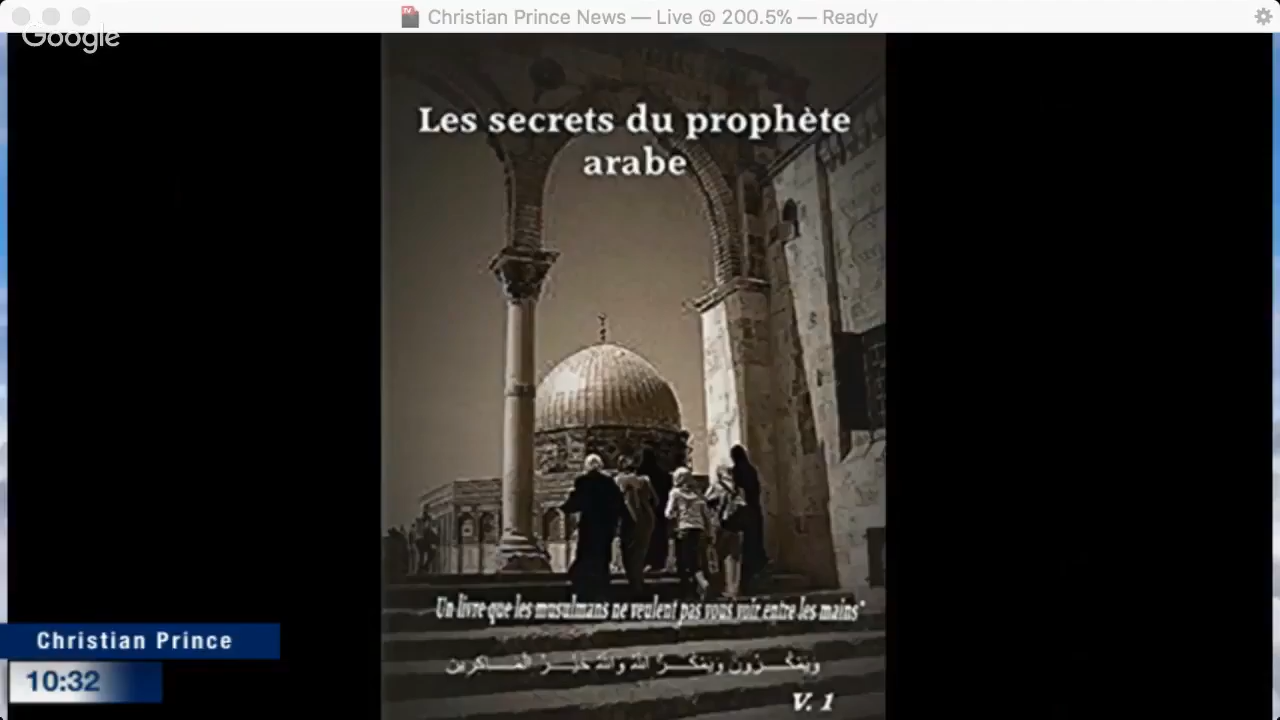 Christian Prince News — Live @ 200.5% — Ready
Google
Les secrets du prophète
arabe
Un livre que les musulmans ne veulent pas vous voir entre les mains"
ويمكرون ويمكر الله والله خير الماكرين
V. 1
Christian Prince
10:32